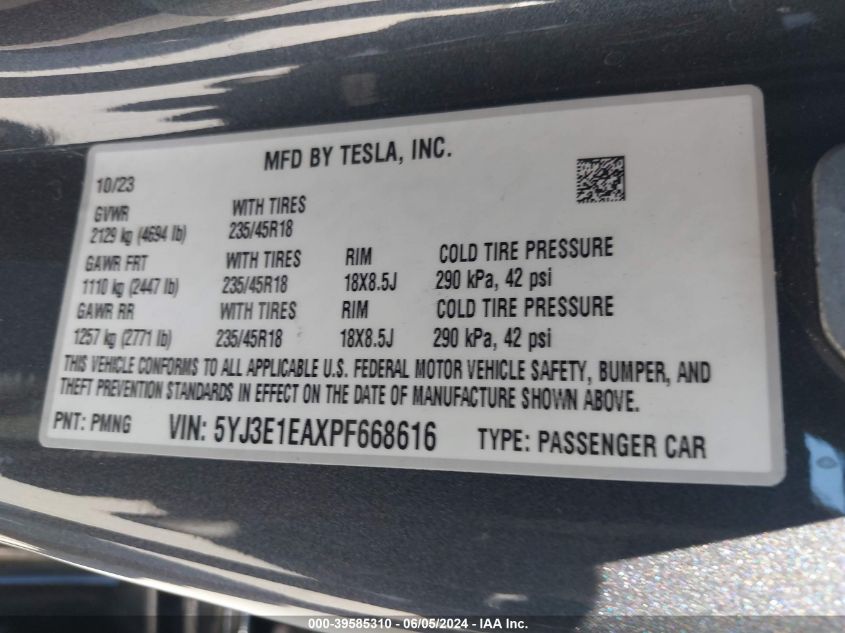 MFD BY TESLA, INC.
10/23
GVWR WITH TIRES
2129 kg (4694 lb) 235/45R18
GAWR FRT WITH TIRES RIM COLD TIRE PRESSURE
1110 kg (2447 lb) 235/45R18 18X8.5J 290 kPa, 42 psi
GAWR RR WITH TIRES RIM COLD TIRE PRESSURE
1257 kg (2771 lb) 235/45R18 18X8.5J 290 kPa, 42 psi
THIS VEHICLE CONFORMS TO ALL APPLICABLE U.S. FEDERAL MOTOR VEHICLE SAFETY, BUMPER, AND
THEFT PREVENTION STANDARDS IN EFFECT ON THE DATE OF MANUFACTURE SHOWN ABOVE.
PNT: PMNG VIN: 5YJ3E1EAXPF668616 TYPE: PASSENGER CAR
000-39585310 - 06/05/2024 - IAA Inc.